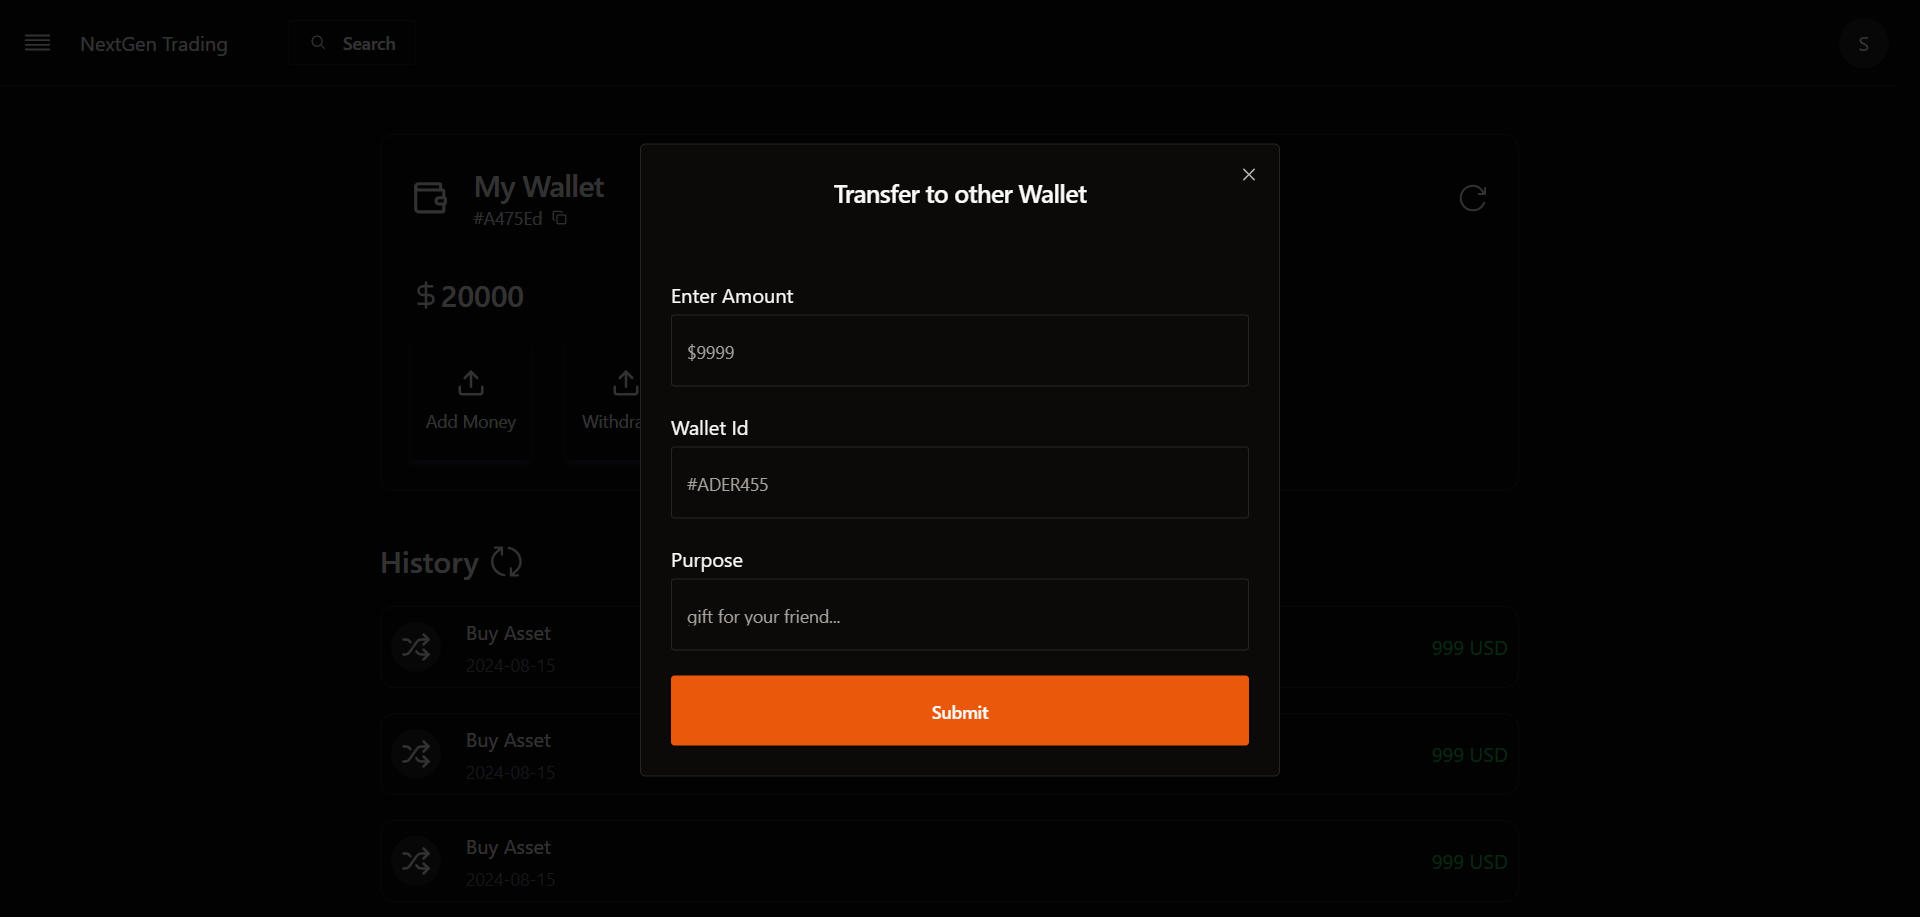 NextGen Trading
Search
S
My Wallet
#A475Ed
$20000
Add Money
Withdra
Transfer to other Wallet
Enter Amount
$9999
Wallet Id
#ADER455
Purpose
gift for your friend...
Submit
History
Buy Asset
2024-08-15
999 USD
Buy Asset
2024-08-15
999 USD
Buy Asset
2024-08-15
999 USD